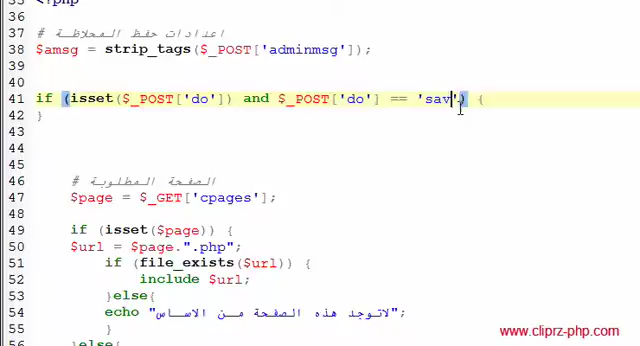 35 <?php
36
37 # اعدادات حفظ الملاظة
38 $amsg = strip_tags($_POST['adminmsg']);
39
40
41 if (isset($_POST['do']) and $_POST['do'] == 'sav') {
42 }
43
44
45
46 # الصفحة المطلوبة
47 $page = $_GET['cpages'];
48
49 if (isset($page)) {
50 $url = $page.".php";
51 if (file_exists($url)) {
52 include $url;
53 }else{
54 echo "لاتوجد هذه الصفحة من الاساس";
55 }
56 }else{
www.cliprz-php.com